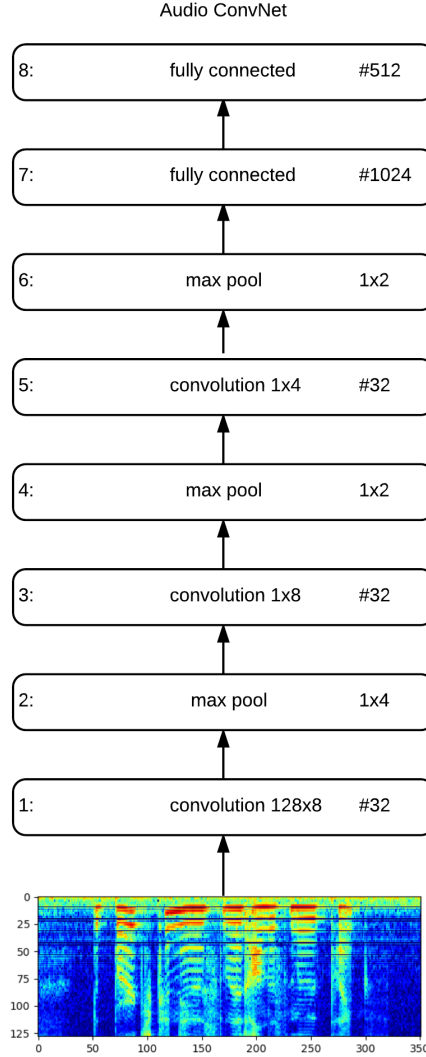 Audio ConvNet
8: fully connected #512
7: fully connected #1024
6: max pool 1x2
5: convolution 1x4 #32
4: max pool 1x2
3: convolution 1x8 #32
2: max pool 1x4
1: convolution 128x8 #32
0
25
50
75
100
125
0 50 100 150 200 250 300 350